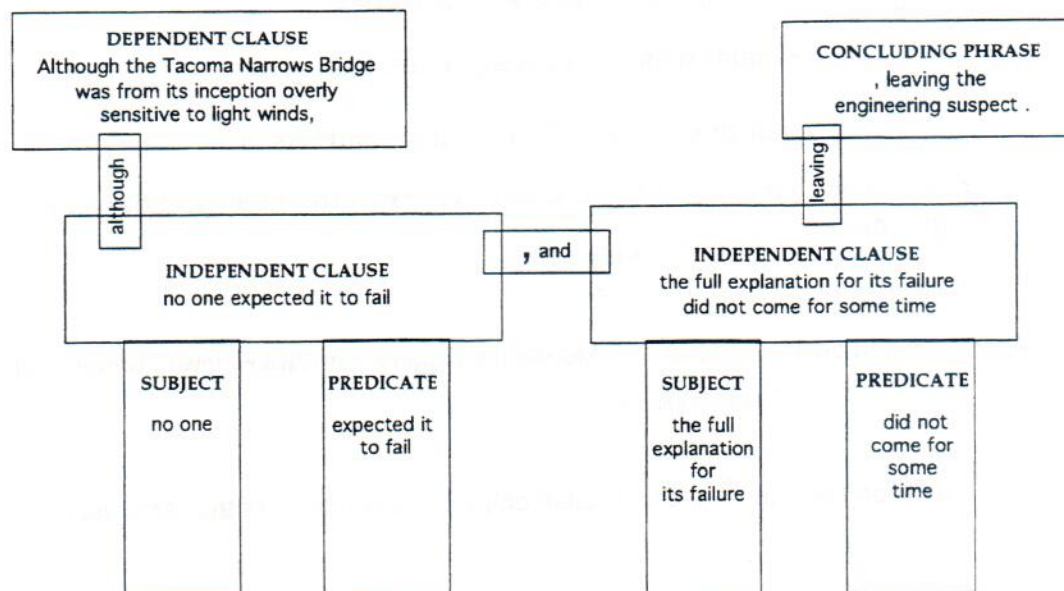 DEPENDENT CLAUSE
Although the Tacoma Narrows Bridge
was from its inception overly
sensitive to light winds,
CONCLUDING PHRASE
, leaving the
engineering suspect .
although
leaving
INDEPENDENT CLAUSE
no one expected it to fail
, and
INDEPENDENT CLAUSE
the full explanation for its failure
did not come for some time
SUBJECT
no one
PREDICATE
expected it
to fail
SUBJECT
the full
explanation
for
its failure
PREDICATE
did not
come for
some
time